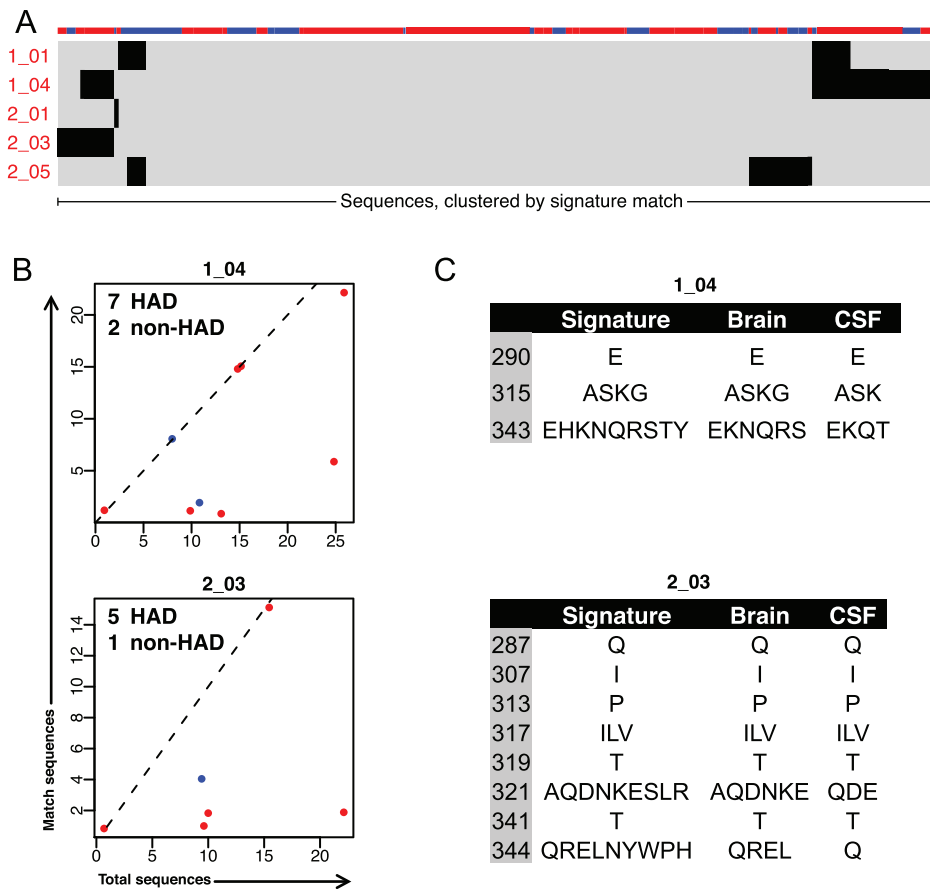 A
1_01
1_04
2_01
2_03
2_05
Sequences, clustered by signature match
B
1_04
7 HAD
2 non-HAD
20
15
10
5
0 5 10 15 20 25
2_03
5 HAD
1 non-HAD
14
12
10
8
6
4
2
0 5 10 15 20
Match sequences
Total sequences
C
1_04
Signature Brain CSF
290 E E E
315 ASKG ASKG ASK
343 EHKNQRSTY EKNQRS EKQT
2_03
Signature Brain CSF
287 Q Q Q
307 I I I
313 P P P
317 ILV ILV ILV
319 T T T
321 AQDNKESLR AQDNKE QDE
341 T T T
344 QRELNYWPH QREL Q